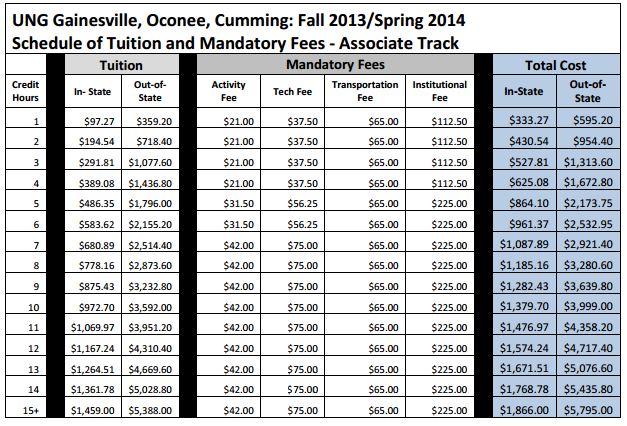 UNG Gainesville, Oconee, Cumming: Fall 2013/Spring 2014
Schedule of Tuition and Mandatory Fees - Associate Track
Tuition Mandatory Fees Total Cost
Credit Hours In- State Out-of-State Activity Fee Tech Fee Transportation Fee Institutional Fee In-State Out-of-State
1 $97.27 $359.20 $21.00 $37.50 $65.00 $112.50 $333.27 $595.20
2 $194.54 $718.40 $21.00 $37.50 $65.00 $112.50 $430.54 $954.40
3 $291.81 $1,077.60 $21.00 $37.50 $65.00 $112.50 $527.81 $1,313.60
4 $389.08 $1,436.80 $21.00 $37.50 $65.00 $112.50 $625.08 $1,672.80
5 $486.35 $1,796.00 $31.50 $56.25 $65.00 $225.00 $864.10 $2,173.75
6 $583.62 $2,155.20 $31.50 $56.25 $65.00 $225.00 $961.37 $2,532.95
7 $680.89 $2,514.40 $42.00 $75.00 $65.00 $225.00 $1,087.89 $2,921.40
8 $778.16 $2,873.60 $42.00 $75.00 $65.00 $225.00 $1,185.16 $3,280.60
9 $875.43 $3,232.80 $42.00 $75.00 $65.00 $225.00 $1,282.43 $3,639.80
10 $972.70 $3,592.00 $42.00 $75.00 $65.00 $225.00 $1,379.70 $3,999.00
11 $1,069.97 $3,951.20 $42.00 $75.00 $65.00 $225.00 $1,476.97 $4,358.20
12 $1,167.24 $4,310.40 $42.00 $75.00 $65.00 $225.00 $1,574.24 $4,717.40
13 $1,264.51 $4,669.60 $42.00 $75.00 $65.00 $225.00 $1,671.51 $5,076.60
14 $1,361.78 $5,028.80 $42.00 $75.00 $65.00 $225.00 $1,768.78 $5,435.80
15+ $1,459.00 $5,388.00 $42.00 $75.00 $65.00 $225.00 $1,866.00 $5,795.00